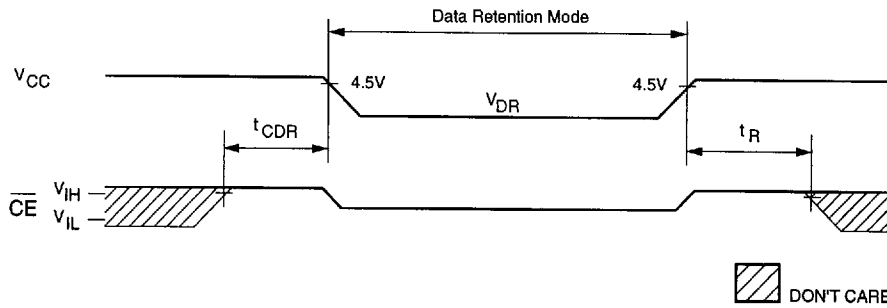 Data Retention Mode
VCC
4.5V
4.5V
VDR
tCDR
tR
VIH
CE
VIL
DON'T CARE